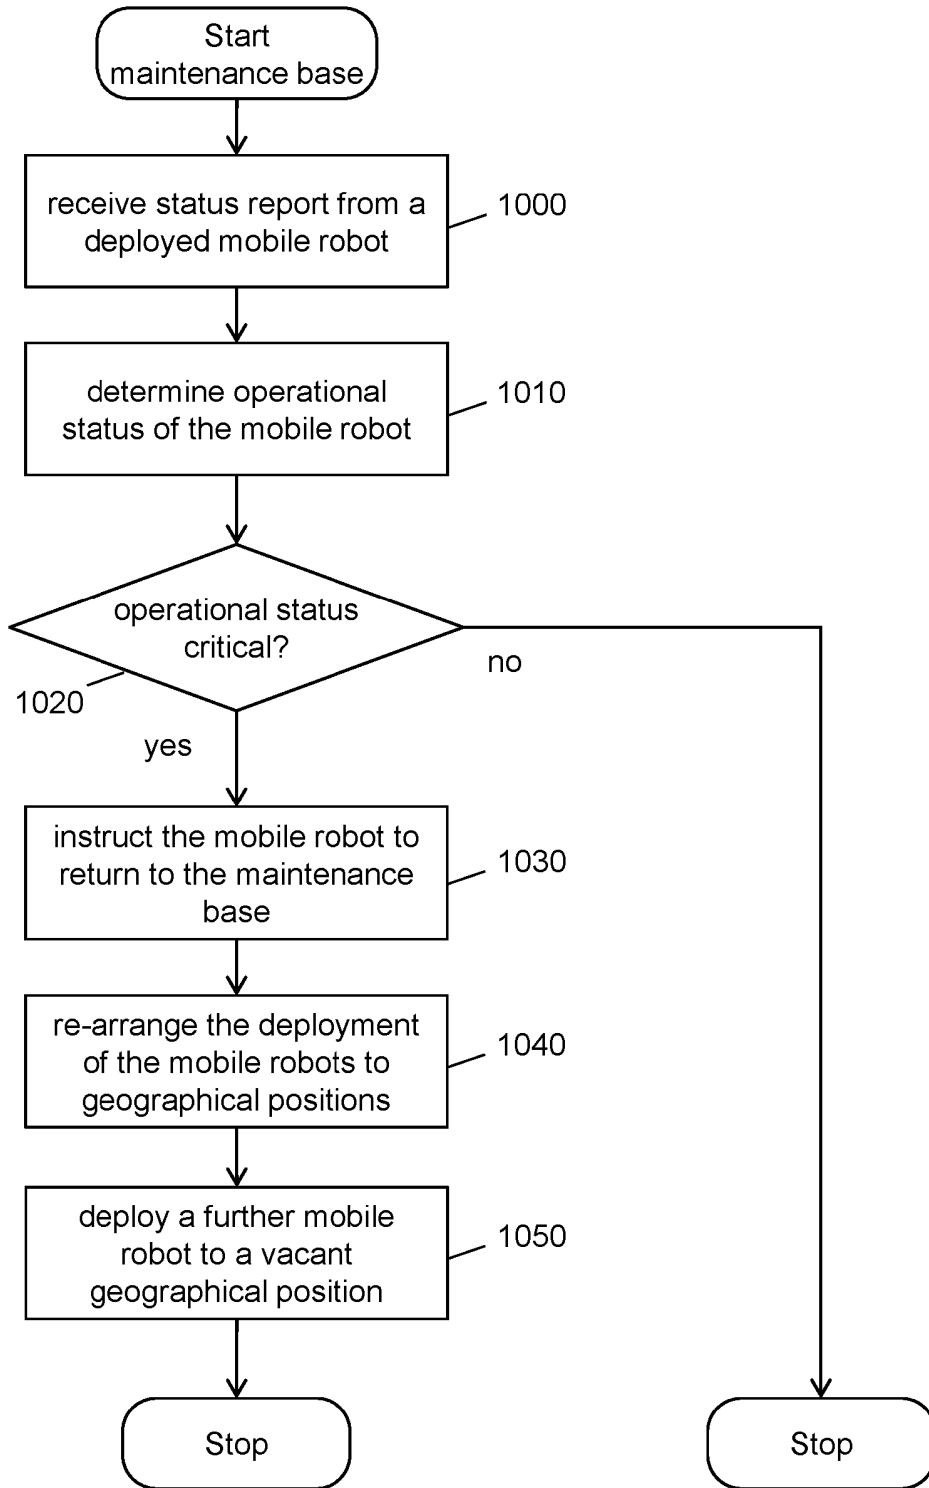 Start
maintenance base
receive status report from a
deployed mobile robot
1000
determine operational
status of the mobile robot
1010
operational status
critical?
no
1020
yes
instruct the mobile robot to
return to the maintenance
base
1030
re-arrange the deployment
of the mobile robots to
geographical positions
1040
deploy a further mobile
robot to a vacant
geographical position
1050
Stop
Stop